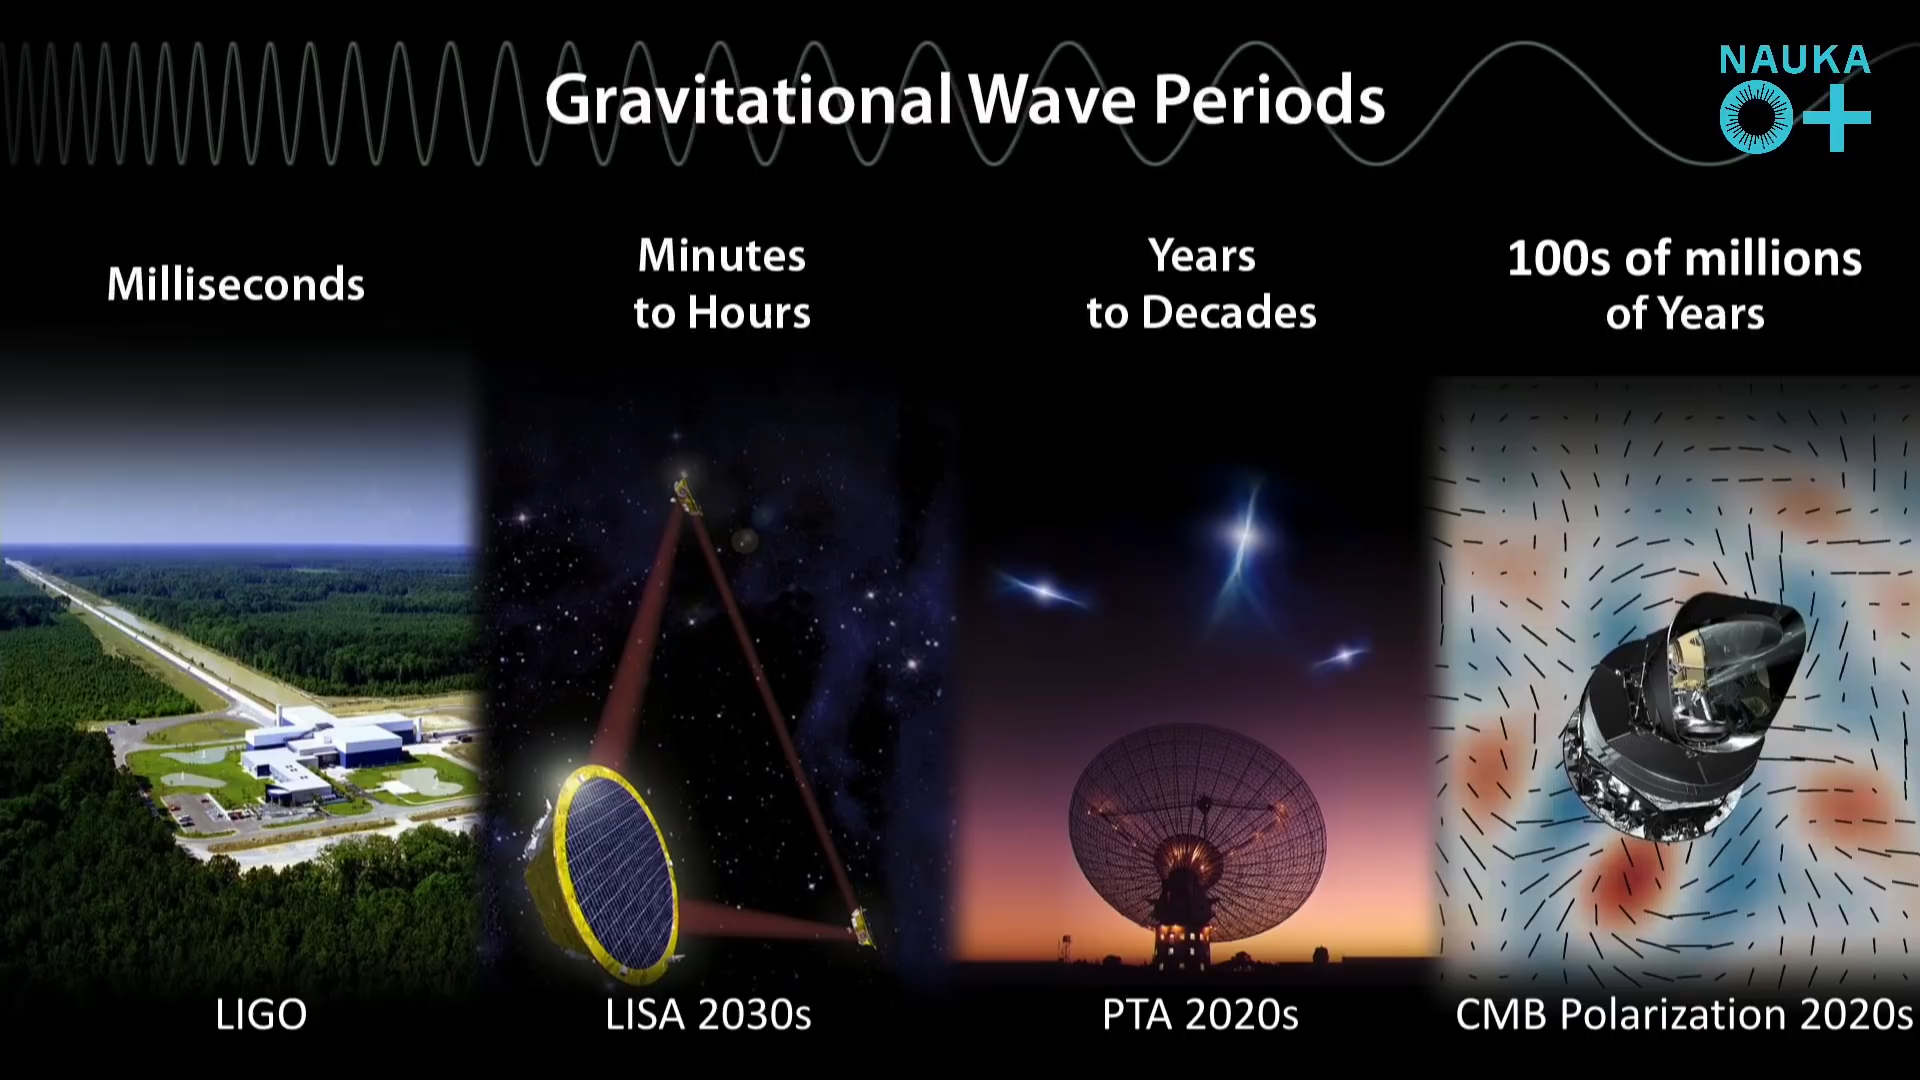 Gravitational Wave Periods
NAUKA
0+
Milliseconds
Minutes
to Hours
Years
to Decades
100s of millions
of Years
LIGO
LISA 2030s
PTA 2020s
CMB Polarization 2020s